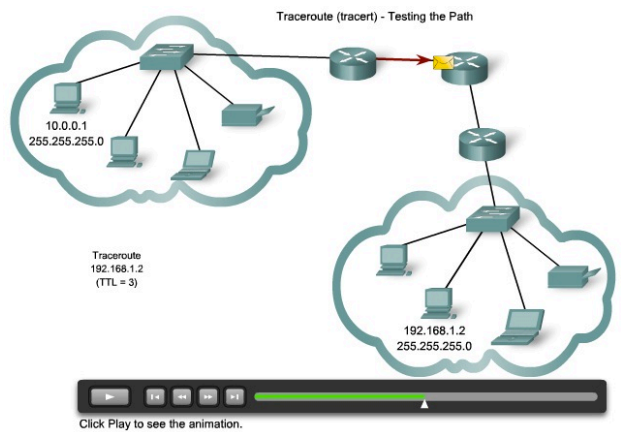 Traceroute (tracert) - Testing the Path
10.0.0.1
255.255.255.0
Traceroute
192.168.1.2
(TTL = 3)
192.168.1.2
255.255.255.0
Click Play to see the animation.